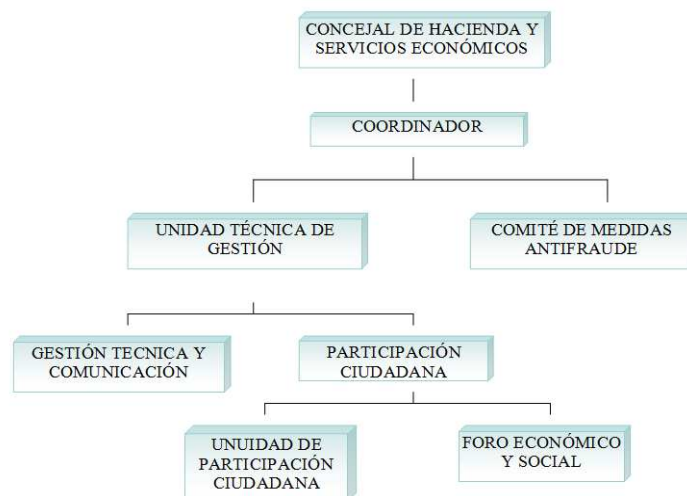 CONCEJAL DE HACIENDA Y
SERVICIOS ECONÓMICOS
COORDINADOR
UNIDAD TÉCNICA DE
GESTIÓN
COMITÉ DE MEDIDAS
ANTIFRAUDE
GESTIÓN TECNICA Y
COMUNICACIÓN
PARTICIPACIÓN
CIUDADANA
UNUIDAD DE
PARTICIPACIÓN
CIUDADANA
FORO ECONÓMICO
Y SOCIAL